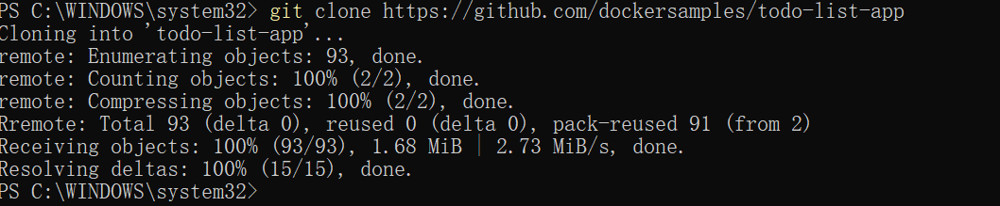 PS C:\WINDOWS\system32> git clone https://github.com/dockersamples/todo-list-app
Cloning into 'todo-list-app'...
remote: Enumerating objects: 93, done.
remote: Counting objects: 100% (2/2), done.
remote: Compressing objects: 100% (2/2), done.
Rremote: Total 93 (delta 0), reused 0 (delta 0), pack-reused 91 (from 2)
Receiving objects: 100% (93/93), 1.68 MiB | 2.73 MiB/s, done.
Resolving deltas: 100% (15/15), done.
PS C:\WINDOWS\system32>